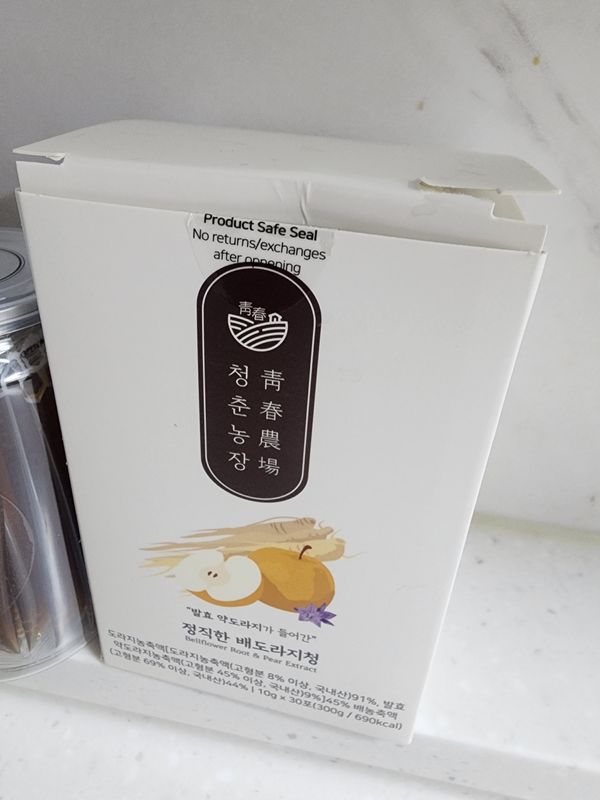 Product Safe Seal
No returns/exchanges
after oppening
靑春
청춘농장
靑春農場
"발효 약도라지가 들어간"
정직한 배도라지청
Bellflower Root & Pear Extract
도라지농축액[도라지농축액(고형분 8% 이상, 국내산)91%, 발효
약도라지농축액(고형분 45% 이상, 국내산)9%]45% 배농축액
(고형분 69% 이상, 국내산)44% | 10g x 30포(300g / 690kcal)